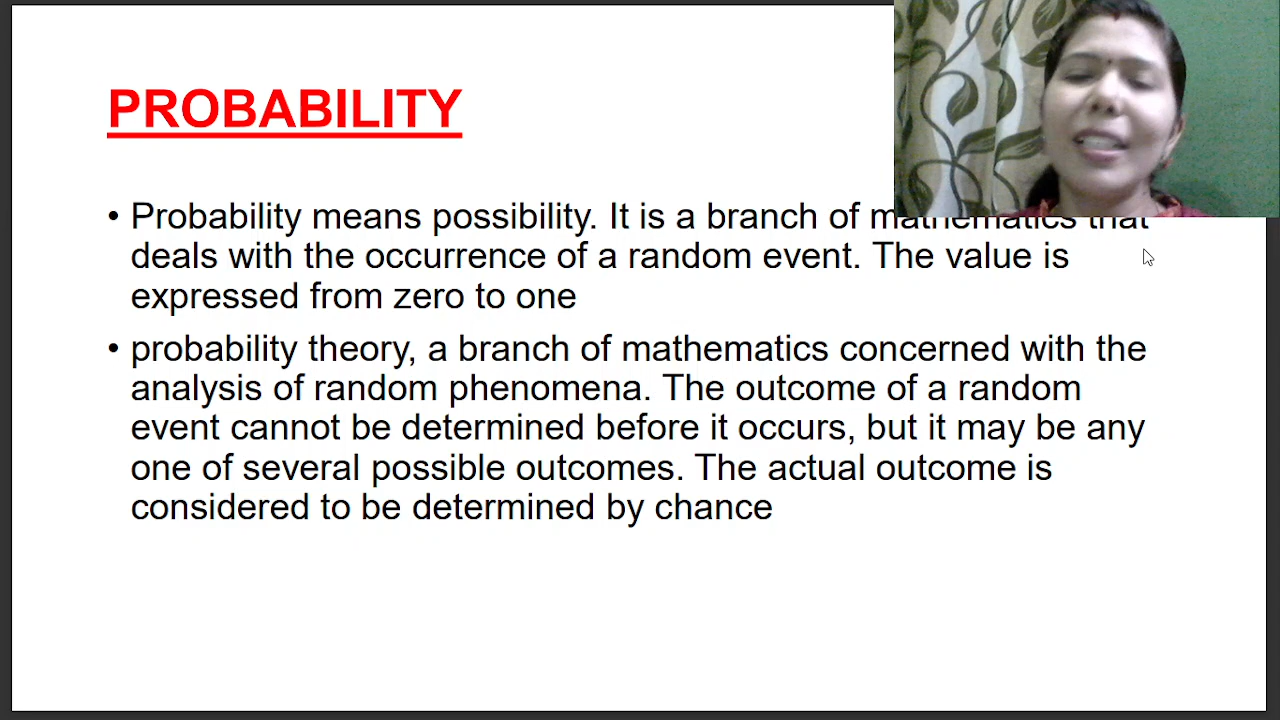 PROBABILITY
• Probability means possibility. It is a branch of mathematics that
deals with the occurrence of a random event. The value is
expressed from zero to one
• probability theory, a branch of mathematics concerned with the
analysis of random phenomena. The outcome of a random
event cannot be determined before it occurs, but it may be any
one of several possible outcomes. The actual outcome is
considered to be determined by chance